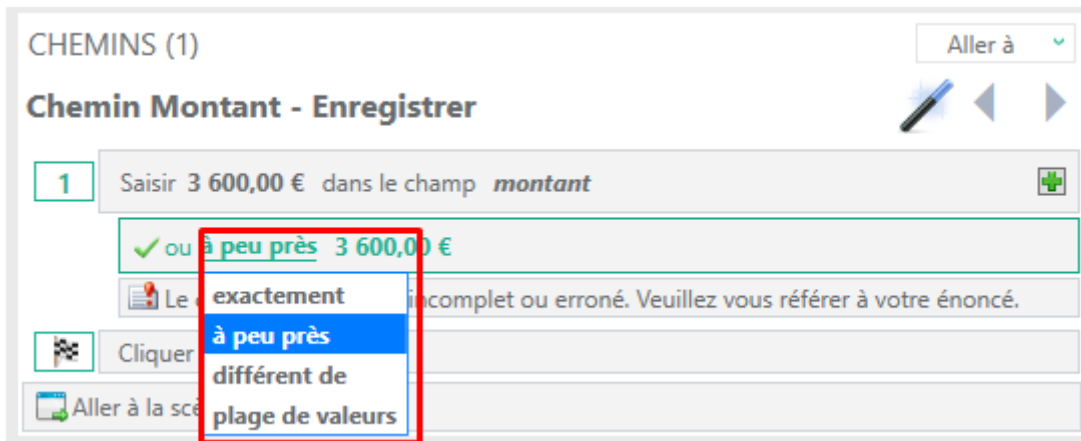 CHEMINS (1)
Aller à
Chemin Montant - Enregistrer
1 Saisir 3 600,00 € dans le champ montant
ou à peu près 3 600,00 €
Le
incomplet ou erroné. Veuillez vous référer à votre énoncé.
exactement
à peu près
Cliquer
différent de
Aller à la
plage de valeurs